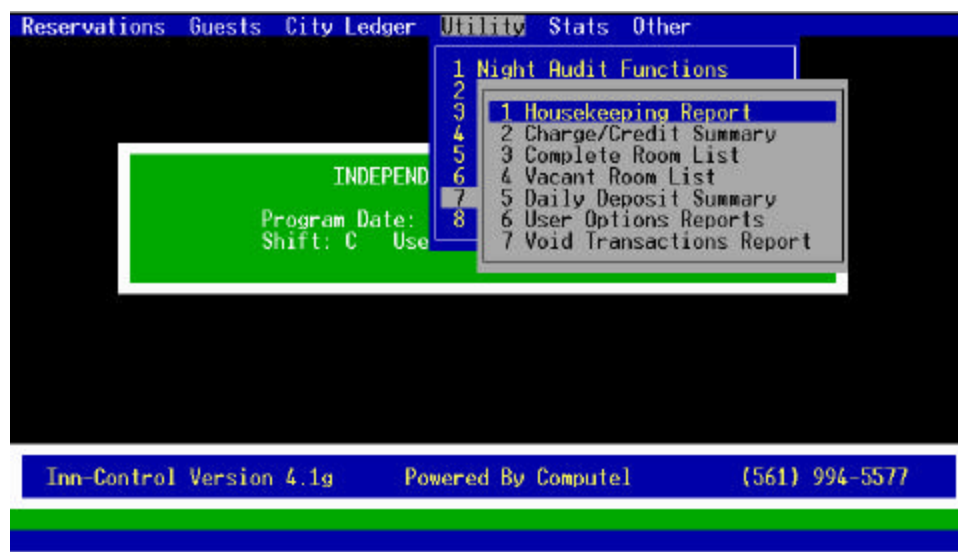 Reservations Guests City Ledger Utility Stats Other
1 Night Audit Functions
2
3
4
5
6
7
8
1 Housekeeping Report
2 Charge/Credit Summary
3 Complete Room List
4 Vacant Room List
5 Daily Deposit Summary
6 User Options Reports
7 Void Transactions Report
INDEPEND
Program Date:
Shift: C Use
Inn-Control Version 4.1g Powered By Computel (561) 994-5577